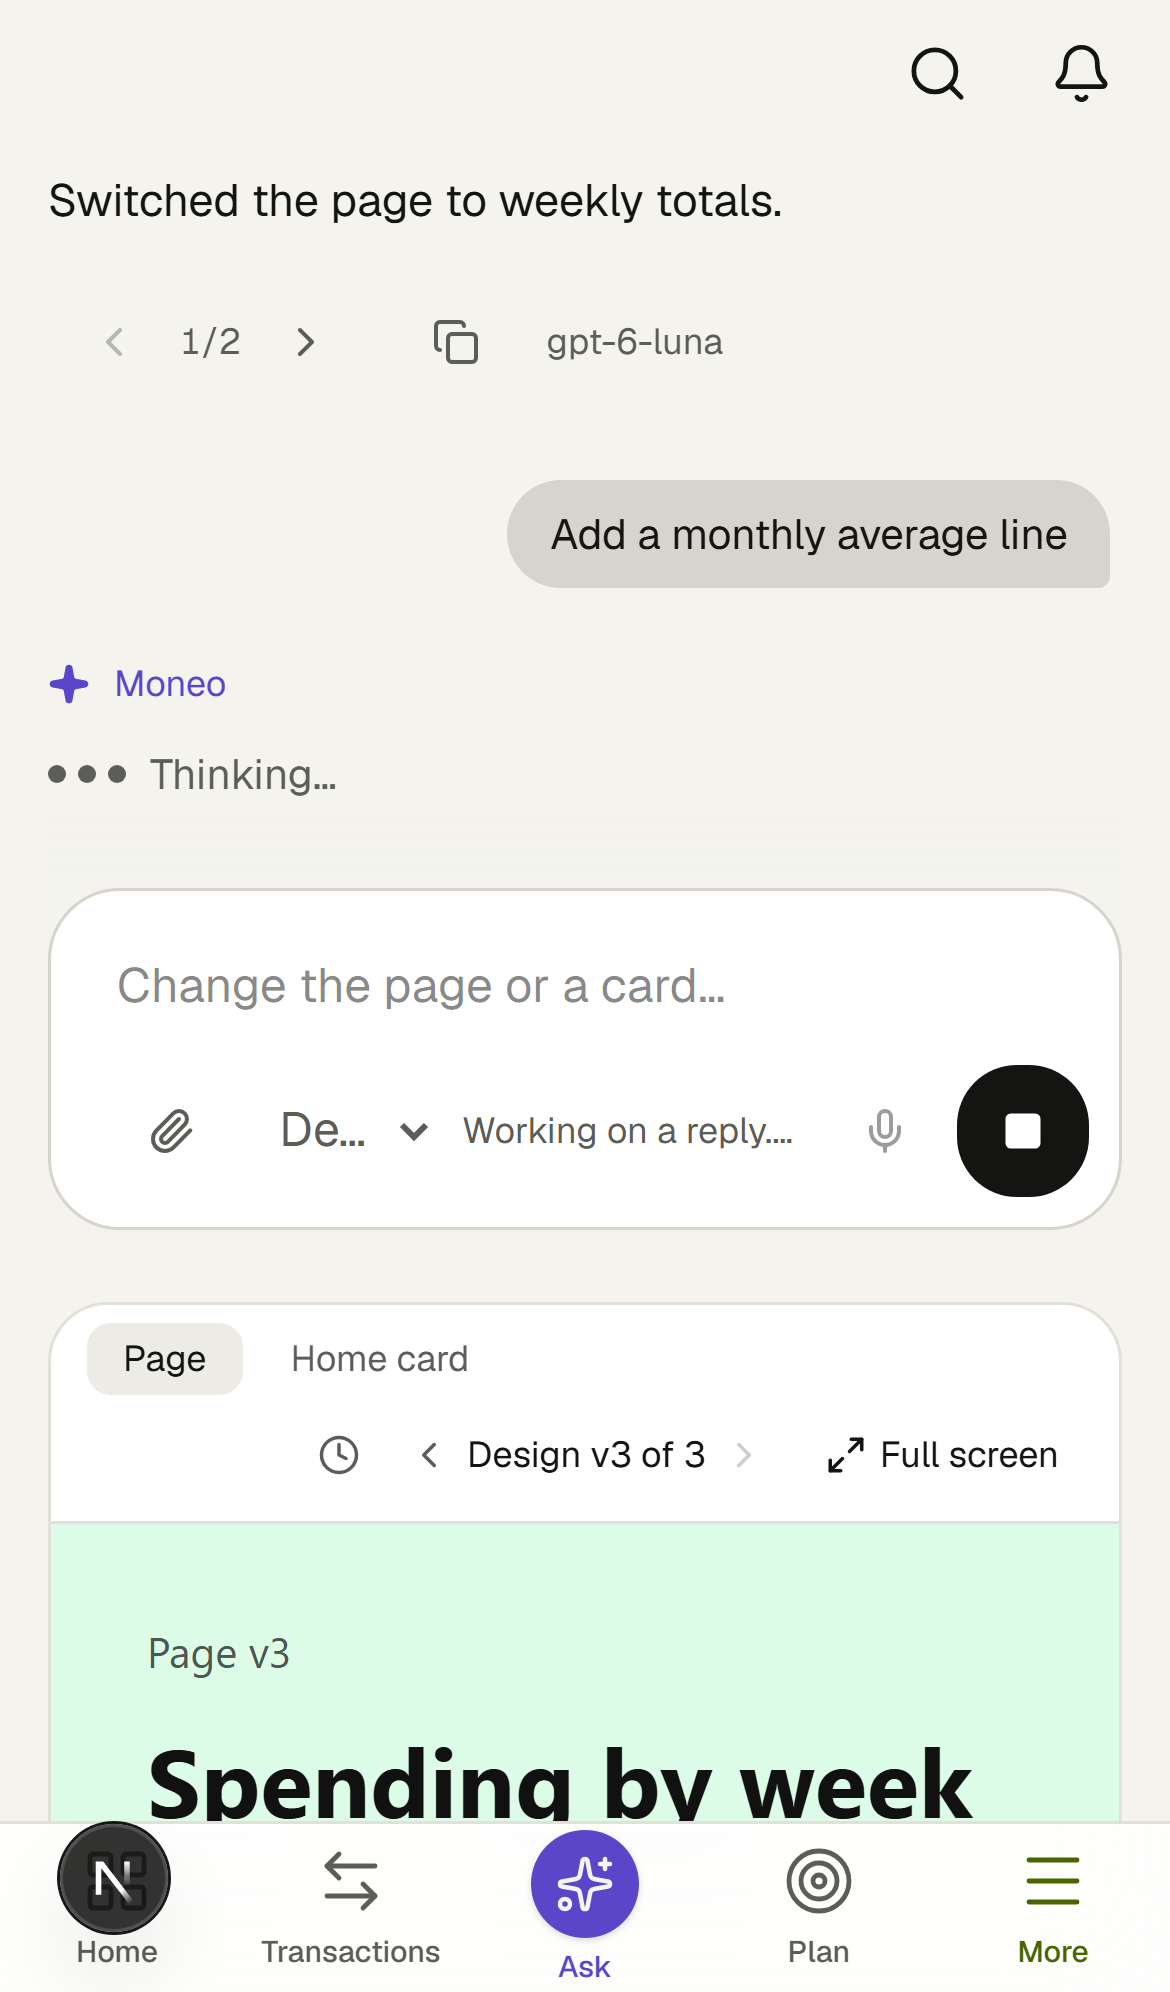 Switched the page to weekly totals.
1/2
gpt-6-luna
Add a monthly average line
Moneo
Thinking...
Change the page or a card...
De...
Working on a reply....
Page
Home card
Design v3 of 3
Full screen
Page v3
Spending by week
N
Home
Transactions
Ask
Plan
More